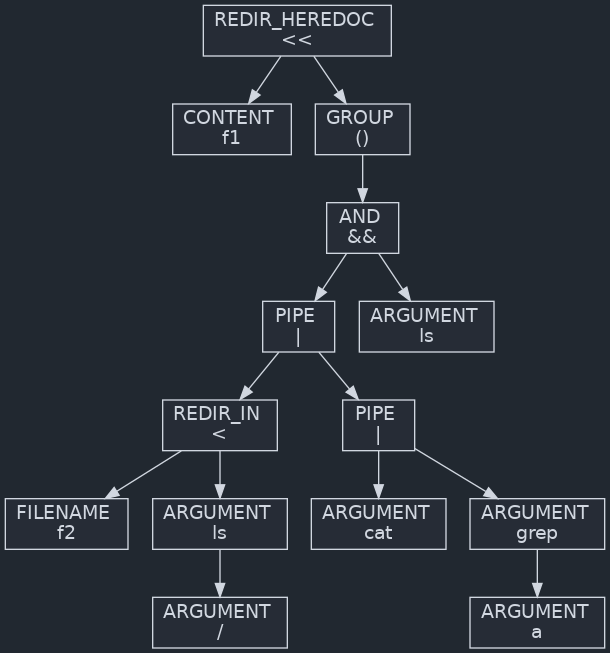 REDIR_HEREDOC
<<
CONTENT
f1
GROUP
()
AND
&&
PIPE
|
ARGUMENT
ls
REDIR_IN
<
PIPE
|
FILENAME
f2
ARGUMENT
ls
ARGUMENT
cat
ARGUMENT
grep
ARGUMENT
/
ARGUMENT
a